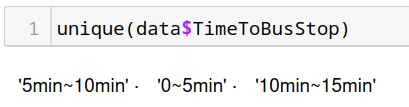 1 unique(data$TimeToBusStop)
'5min~10min' · '0~5min' · '10min~15min'